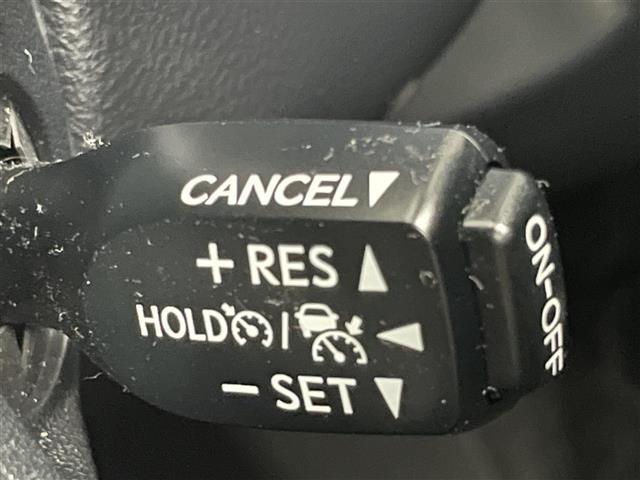 CANCEL
+ RES
HOLD /
- SET
ON-OFF